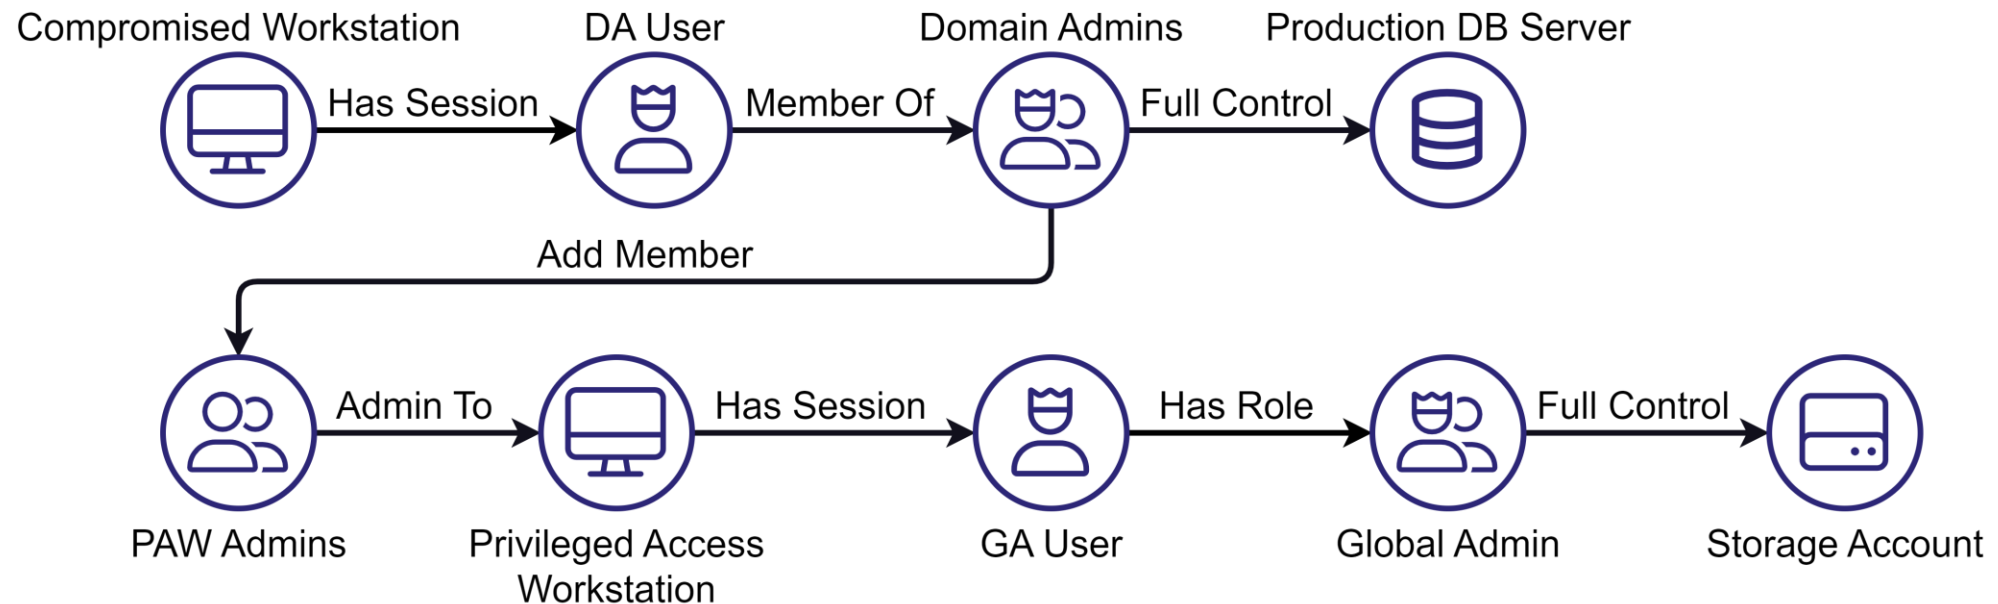 Compromised Workstation
DA User
Domain Admins
Production DB Server
Has Session
Member Of
Full Control
Add Member
Admin To
Has Session
Has Role
Full Control
PAW Admins
Privileged Access
Workstation
GA User
Global Admin
Storage Account